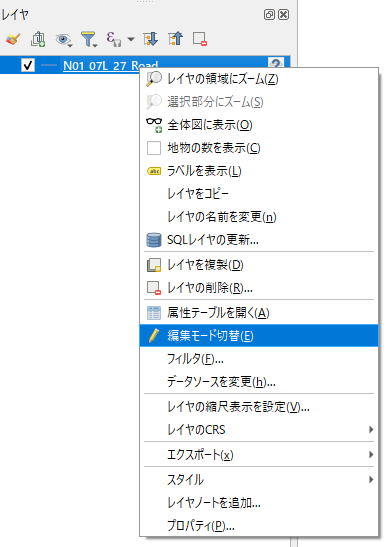 レイヤ
N01_07L_27_Road
レイヤの領域にズーム(Z)
選択部分にズーム(S)
全体図に表示(O)
地物の数を表示(C)
abc
ラベルを表示(L)
レイヤをコピー
レイヤの名前を変更(n)
SQLレイヤの更新...
レイヤを複製(D)
レイヤの削除(R)...
属性テーブルを開く(A)
編集モード切替(E)
フィルタ(F)...
データソースを変更(h)...
レイヤの縮尺表示を設定(V)...
レイヤのCRS
エクスポート(x)
スタイル
レイヤノートを追加...
プロパティ(P)...